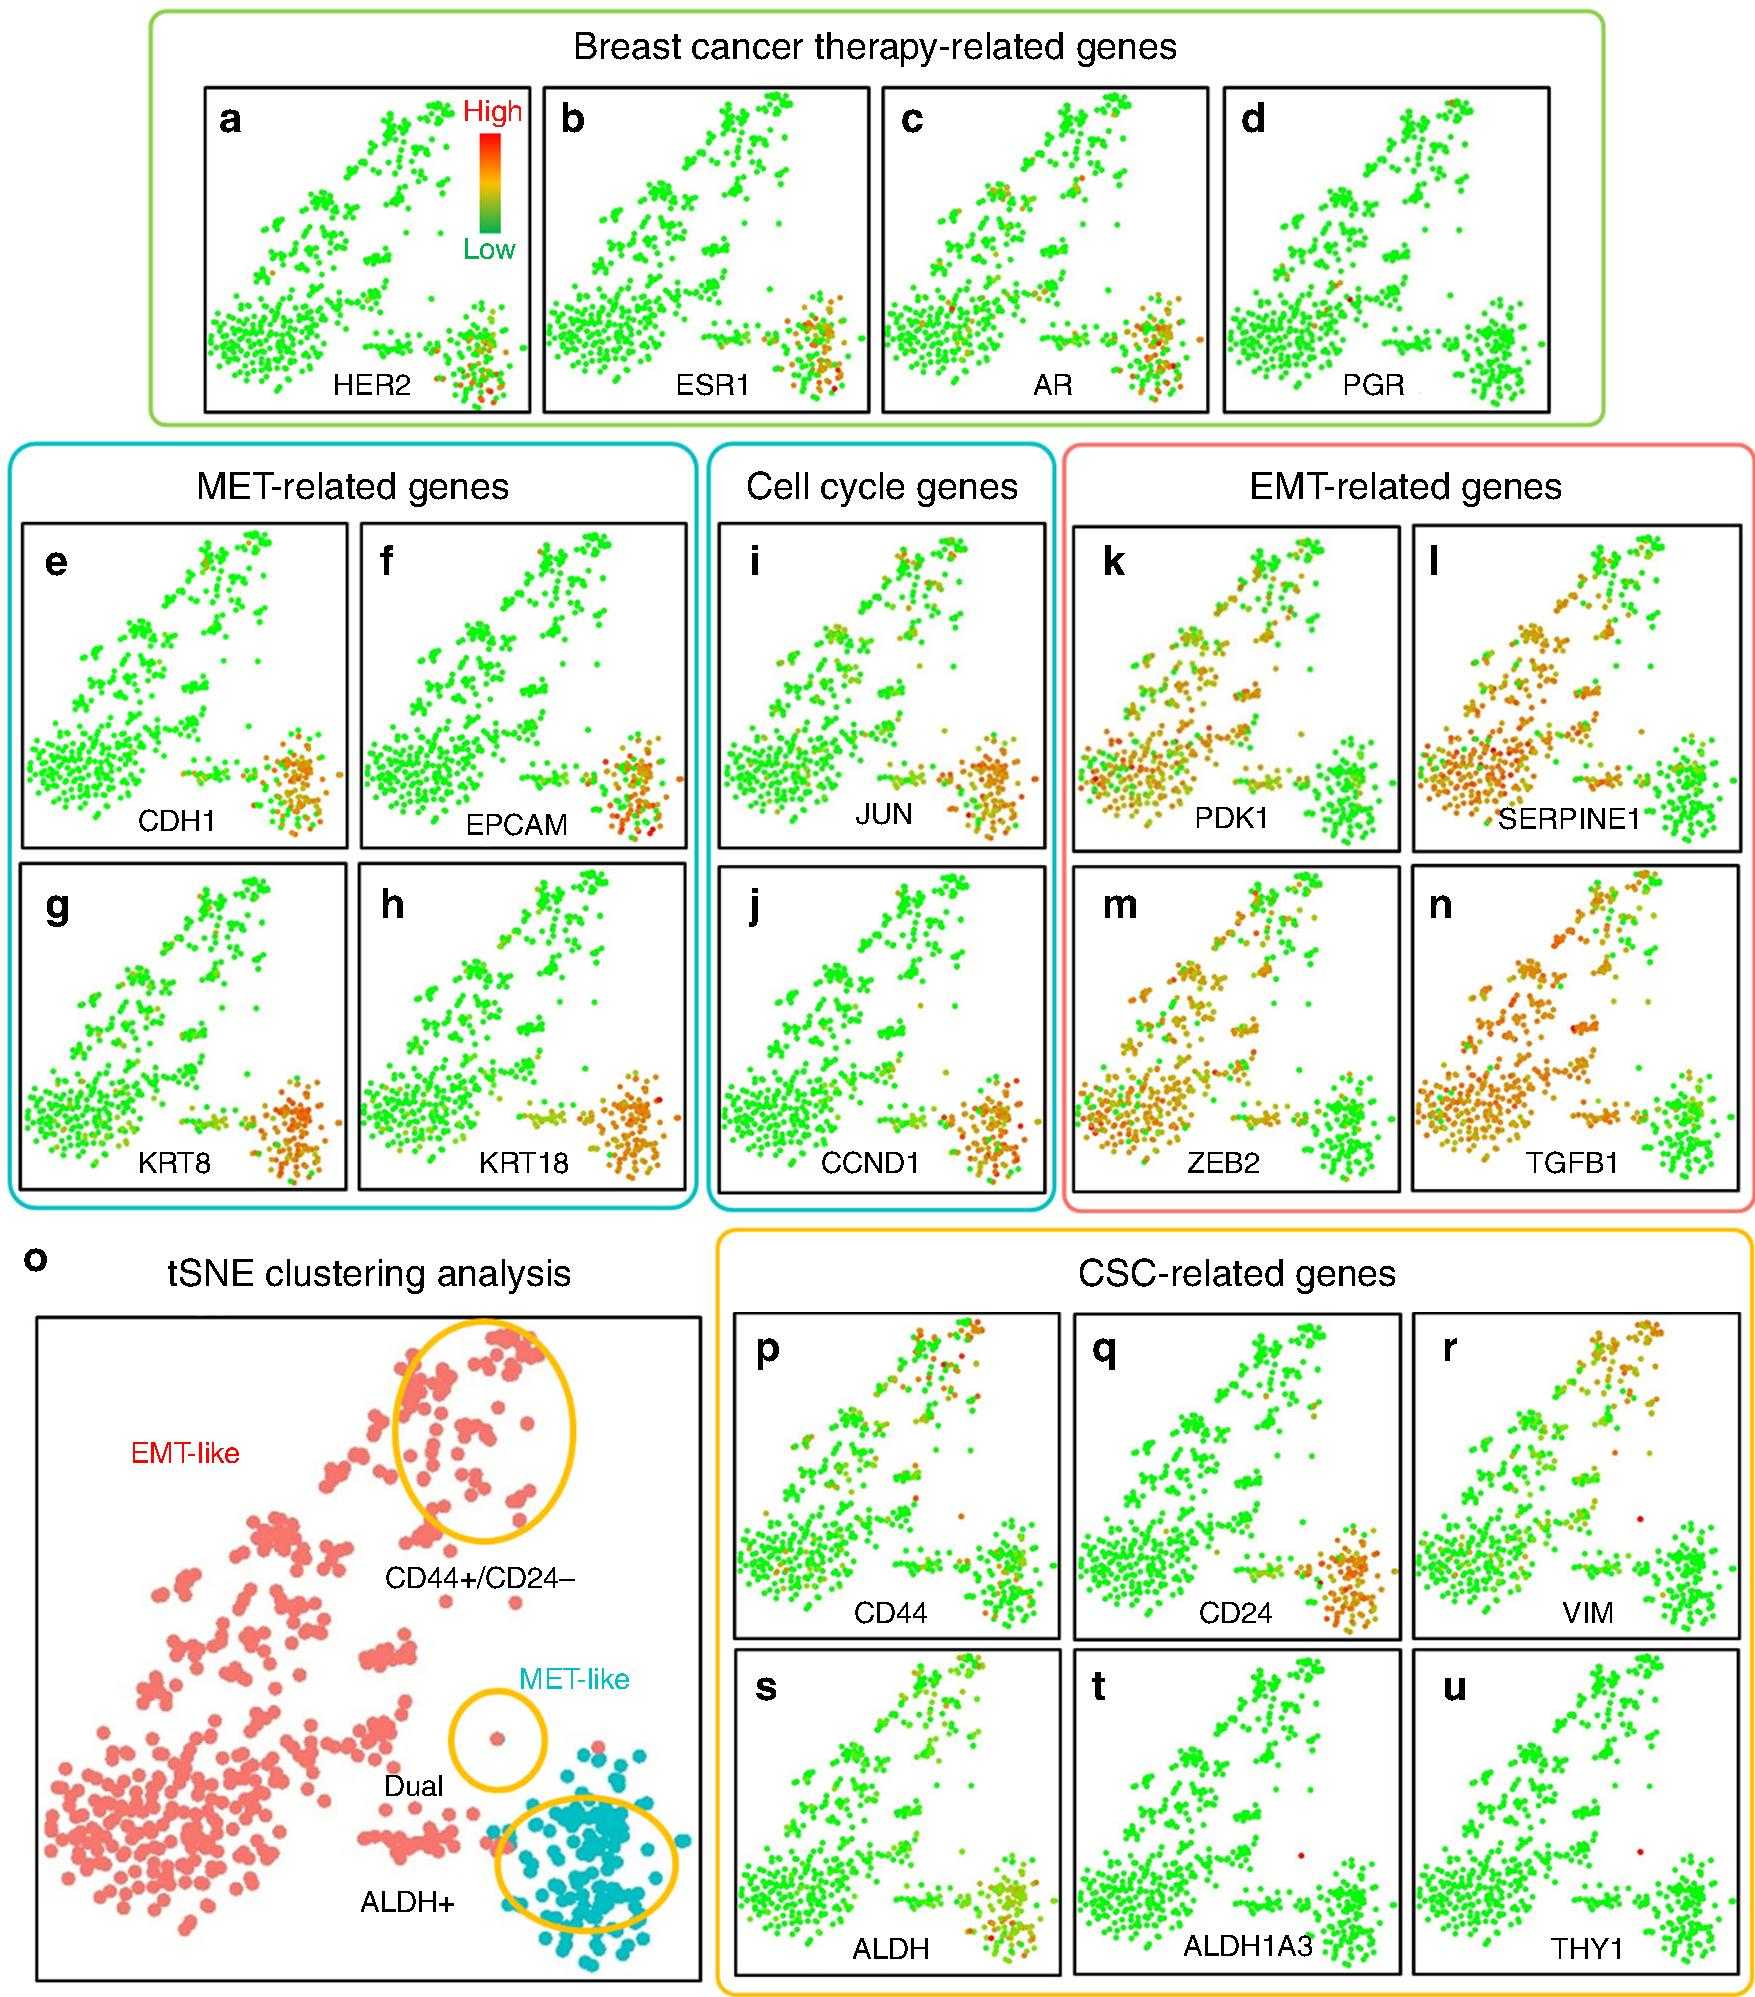 Breast cancer therapy-related genes
a
High
Low
HER2
b
ESR1
c
AR
d
PGR
MET-related genes
e
CDH1
f
EPCAM
g
KRT8
h
KRT18
Cell cycle genes
i
JUN
j
CCND1
EMT-related genes
k
PDK1
l
SERPINE1
m
ZEB2
n
TGFB1
o
tSNE clustering analysis
EMT-like
CD44+/CD24–
MET-like
Dual
ALDH+
CSC-related genes
p
CD44
q
CD24
r
VIM
s
ALDH
t
ALDH1A3
u
THY1